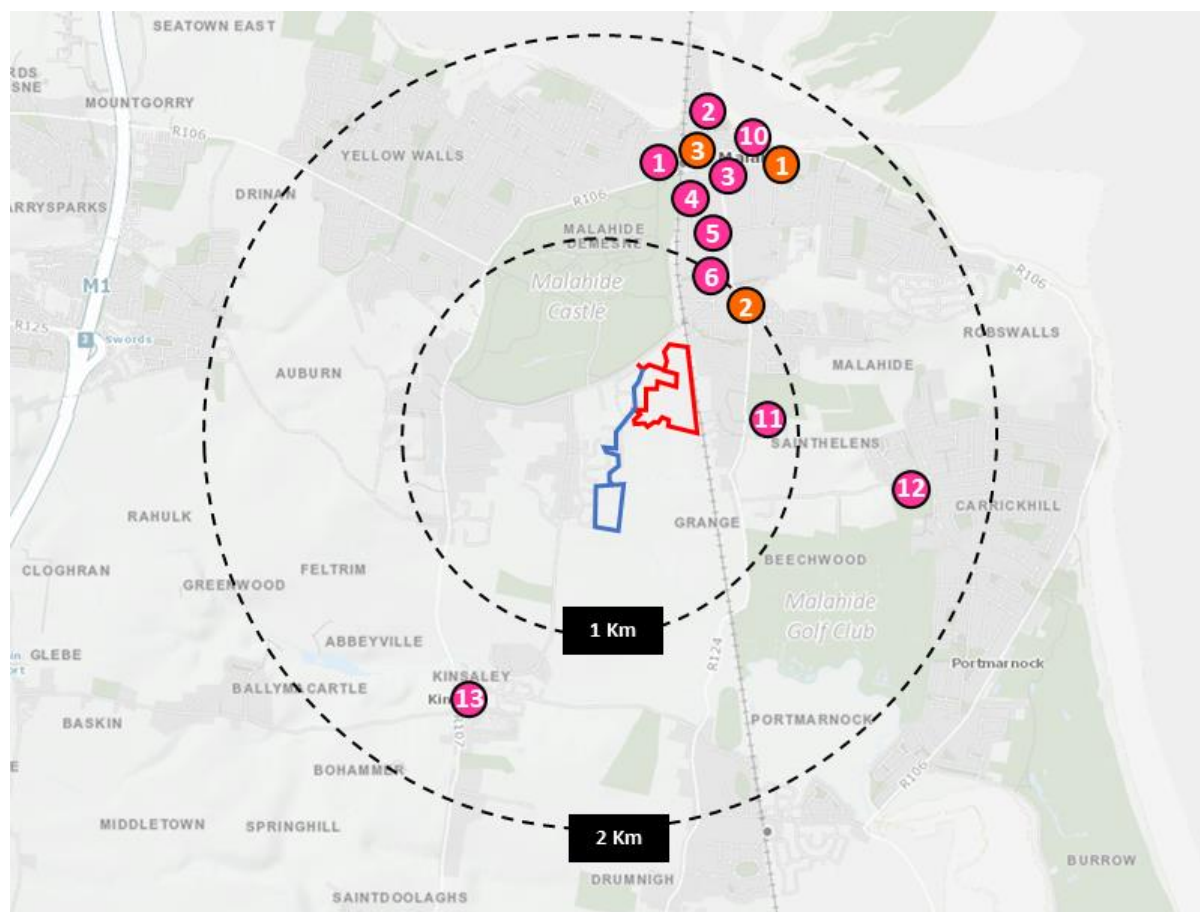 SEATOWN EAST
MOUNTGORRY
R106
YELLOW WALLS
DRINAN
R106
MALAHIDE
DEMESNE
Malahide
Castle
2
10
3
1
1
3
4
5
6
2
R106
ROBSWALLS
MALAHIDE
M1
R125
3
Swords
AUBURN
11
SAINTHELENS
12
CARRICKHILL
RAHULK
GRANGE
BEECHWOOD
CLOGHRAN
FELTRIM
GREENWOOD
Malahide
Golf Club
1 Km
ABBEYVILLE
GLEBE
R124
Portmarnock
KINSALEY
BALLYMACARTLE
13
R107
BASKIN
PORTMARNOCK
BOHAMMER
R106
MIDDLETOWN
SPRINGHILL
2 Km
BURROW
DRUMNIGH
SAINTDOOLAGHS